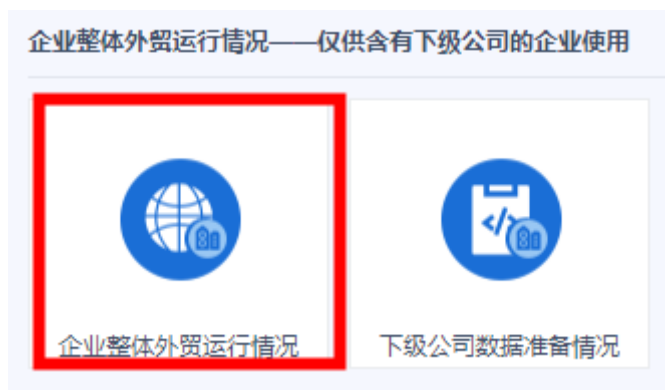 企业整体外贸运行情况——仅供含有下级公司的企业使用
企业整体外贸运行情况
下级公司数据准备情况